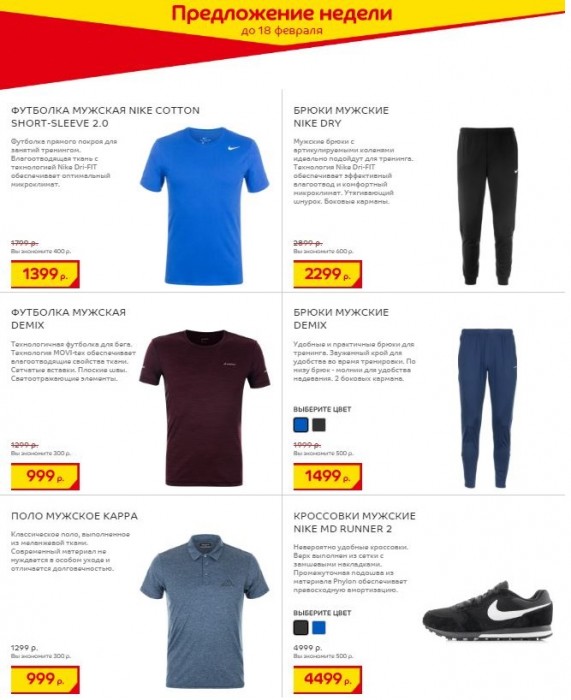 Предложение недели
до 18 февраля
ФУТБОЛКА МУЖСКАЯ NIKE COTTON
SHORT-SLEEVE 2.0
Футболка прямого покроя для
занятий тренингом.
Влагоотводящая ткань с
технологией Nike Dri-FIT
обеспечивает оптимальный
микроклимат.
1799 р.
Вы экономите 400 р.
1399 р.
БРЮКИ МУЖСКИЕ
NIKE DRY
Мужские брюки с
артикулируемыми коленями
идеально подойдут для тренинга.
Технология Nike Dri-FIT
обеспечивает эффективный
влагоотвод и комфортный
микроклимат. Утягивающий
шнурок. Боковые карманы.
2899 р.
Вы экономите 600 р.
2299 р.
ФУТБОЛКА МУЖСКАЯ
DEMIX
Технологичная футболка для бега.
Технология MOVI-tex обеспечивает
влагоотводящие свойства ткани.
Сетчатые вставки. Плоские швы.
Светоотражающие элементы.
1299 р.
Вы экономите 300 р.
999 р.
БРЮКИ МУЖСКИЕ
DEMIX
Удобные и практичные брюки для
тренинга. Зауженный крой для
удобства во время тренировки. По
низу брюк - молнии для удобства
надевания. 2 боковых кармана.
ВЫБЕРИТЕ ЦВЕТ
1999 р.
Вы экономите 500 р.
1499 р.
ПОЛО МУЖСКОЕ KAPPA
Классическое поло, выполненное
из меланжевой ткани.
Современный материал не
нуждается в особом уходе и
отличается долговечностью.
1299 р.
Вы экономите 300 р.
999 р.
КРОССОВКИ МУЖСКИЕ
NIKE MD RUNNER 2
Невероятно удобные кроссовки.
Верх выполнен из сетки с
замшевыми накладками.
Промежуточная подошва из
материала Phylon обеспечивает
превосходную амортизацию.
ВЫБЕРИТЕ ЦВЕТ
4999 р.
Вы экономите 500 р.
4499 р.